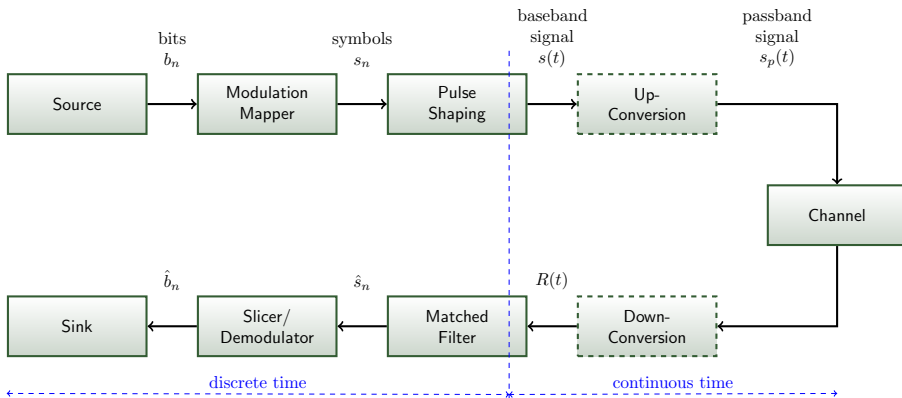 baseband
passband
bits
symbols
signal
signal
b_n
s_n
s(t)
s_p(t)
Source
Modulation
Mapper
Pulse
Shaping
Up-
Conversion
Channel
b̂_n
ŝ_n
R(t)
Sink
Slicer/
Demodulator
Matched
Filter
Down-
Conversion
discrete time
continuous time